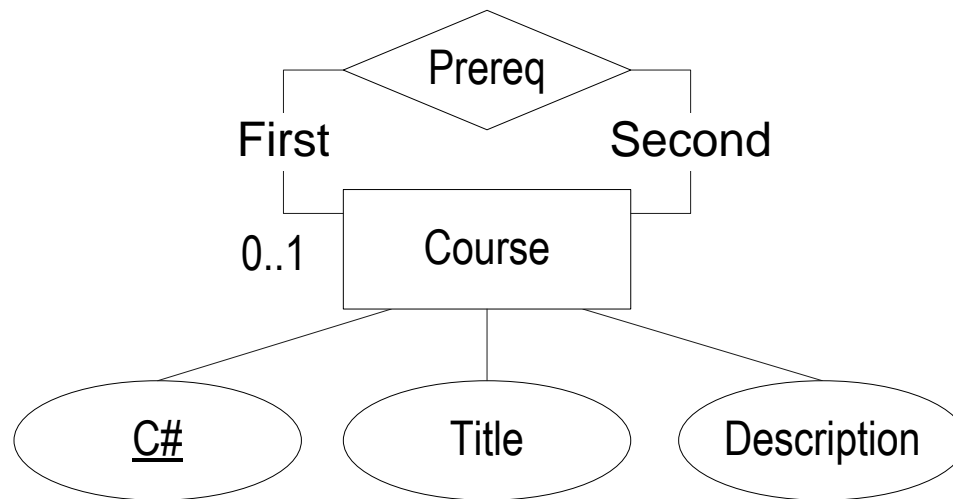 Prereq
First
Second
0..1
Course
C#
Title
Description